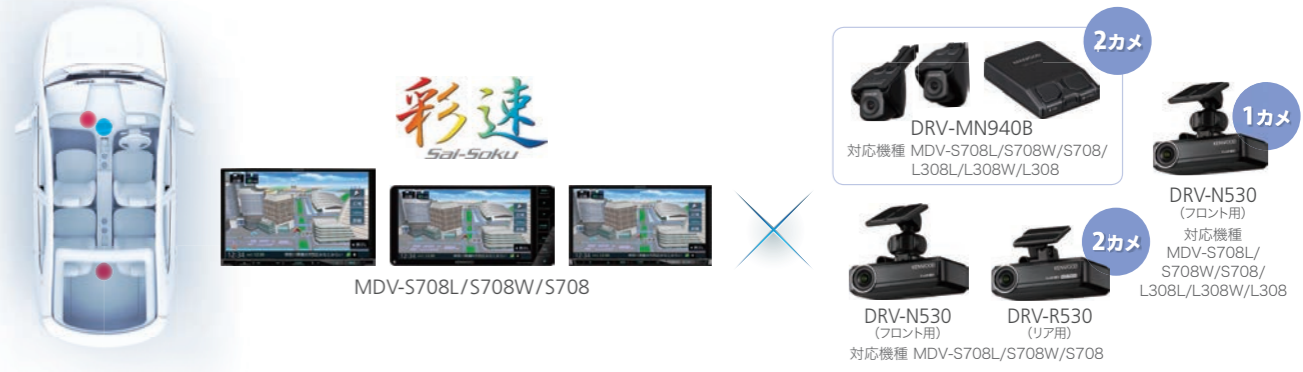 彩速
Sai-Soku
MDV-S708L/S708W/S708
2カメ
DRV-MN940B
対応機種 MDV-S708L/S708W/S708/
L308L/L308W/L308
1カメ
KENWOOD
DRV-N530
（フロント用）
対応機種
MDV-S708L/
S708W/S708/
L308L/L308W/L308
2カメ
KENWOOD
DRV-N530
（フロント用）
KENWOOD
DRV-R530
（リア用）
対応機種 MDV-S708L/S708W/S708